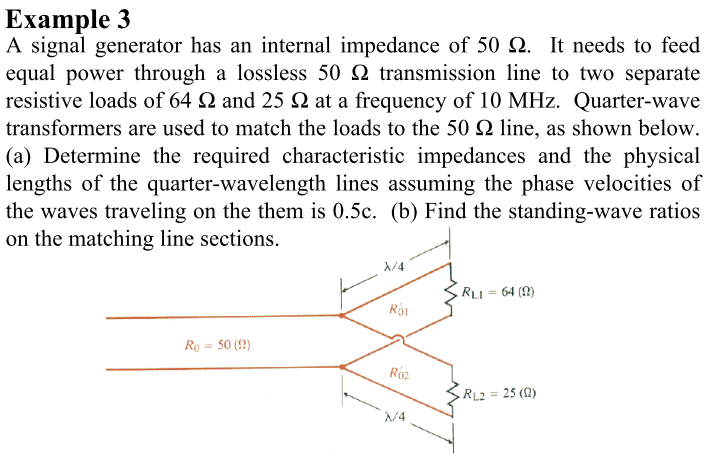 Example 3
A signal generator has an internal impedance of 50 Ω. It needs to feed
equal power through a lossless 50 Ω transmission line to two separate
resistive loads of 64 Ω and 25 Ω at a frequency of 10 MHz. Quarter-wave
transformers are used to match the loads to the 50 Ω line, as shown below.
(a) Determine the required characteristic impedances and the physical
lengths of the quarter-wavelength lines assuming the phase velocities of
the waves traveling on the them is 0.5c. (b) Find the standing-wave ratios
on the matching line sections.
λ/4
RL1 = 64 (Ω)
R′01
R0 = 50 (Ω)
R′02
RL2 = 25 (Ω)
λ/4